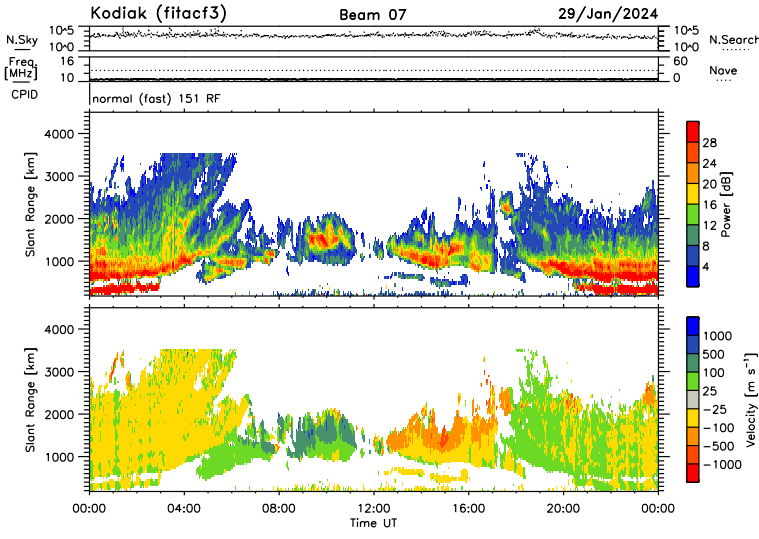 Kodiak (fitacf3) Beam 07 29/Jan/2024
N.Sky 10^5 10^5 N.Search
10^0 10^0
Freq. 16 60
[MHz] 10 0 Nave
CPID normal (fast) 151 RF
Slant Range [km]
4000
3000
2000
1000
28
24
20
16
12
8
4
Power [dB]
Slant Range [km]
4000
3000
2000
1000
1000
500
100
25
-25
-100
-500
-1000
Velocity [m s⁻¹]
00:00 04:00 08:00 12:00 16:00 20:00 00:00
Time UT